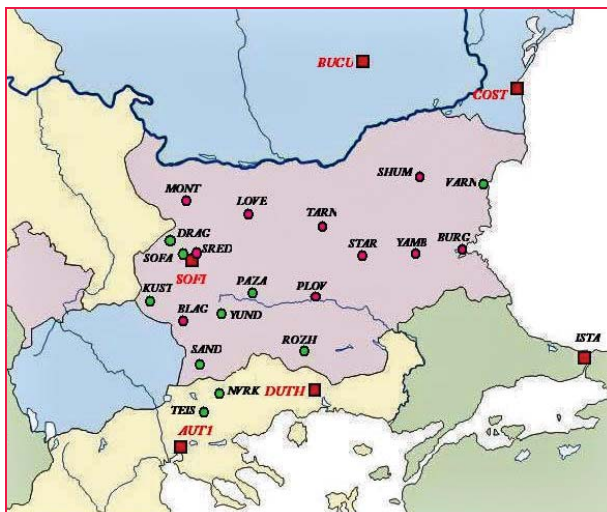 BUCU
COST
SHUM
VARN
MONT
LOVE
TARN
DRAG
SOFA
SRED
SOFI
STAR
YAMB
BURG
KUST
PAZA
PLOV
BLAG
YUND
ROZH
ISTA
SAND
NVRK
DUTH
TEIS
AUT1